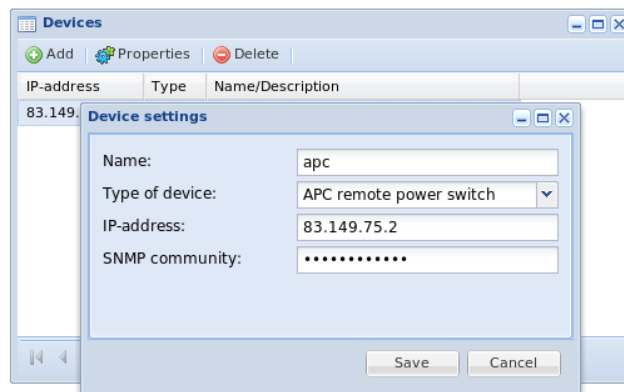 Devices
Add Properties Delete
IP-address Type Name/Description
83.149.
Device settings
Name: apc
Type of device: APC remote power switch
IP-address: 83.149.75.2
SNMP community: ••••••••••••
Save Cancel